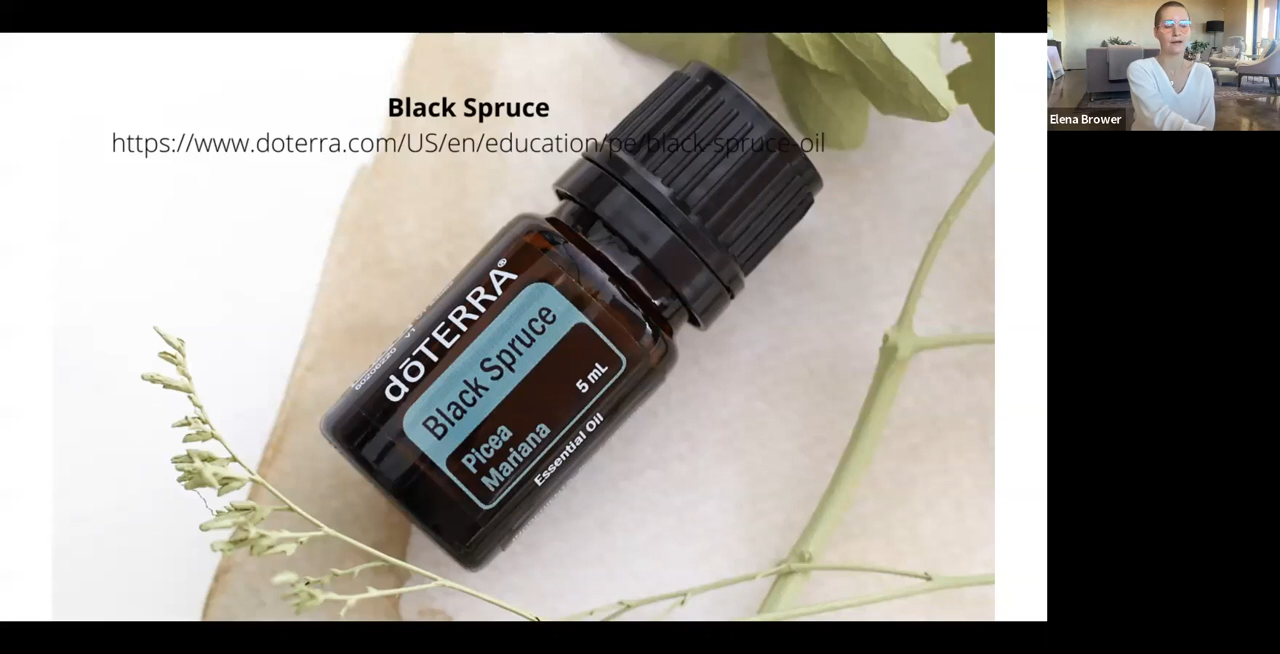 Black Spruce
https://www.doterra.com/US/en/education/pe/black-spruce-oil
dōTERRA®
Black Spruce
Picea
Mariana
5 mL
Essential Oil
Elena Brower